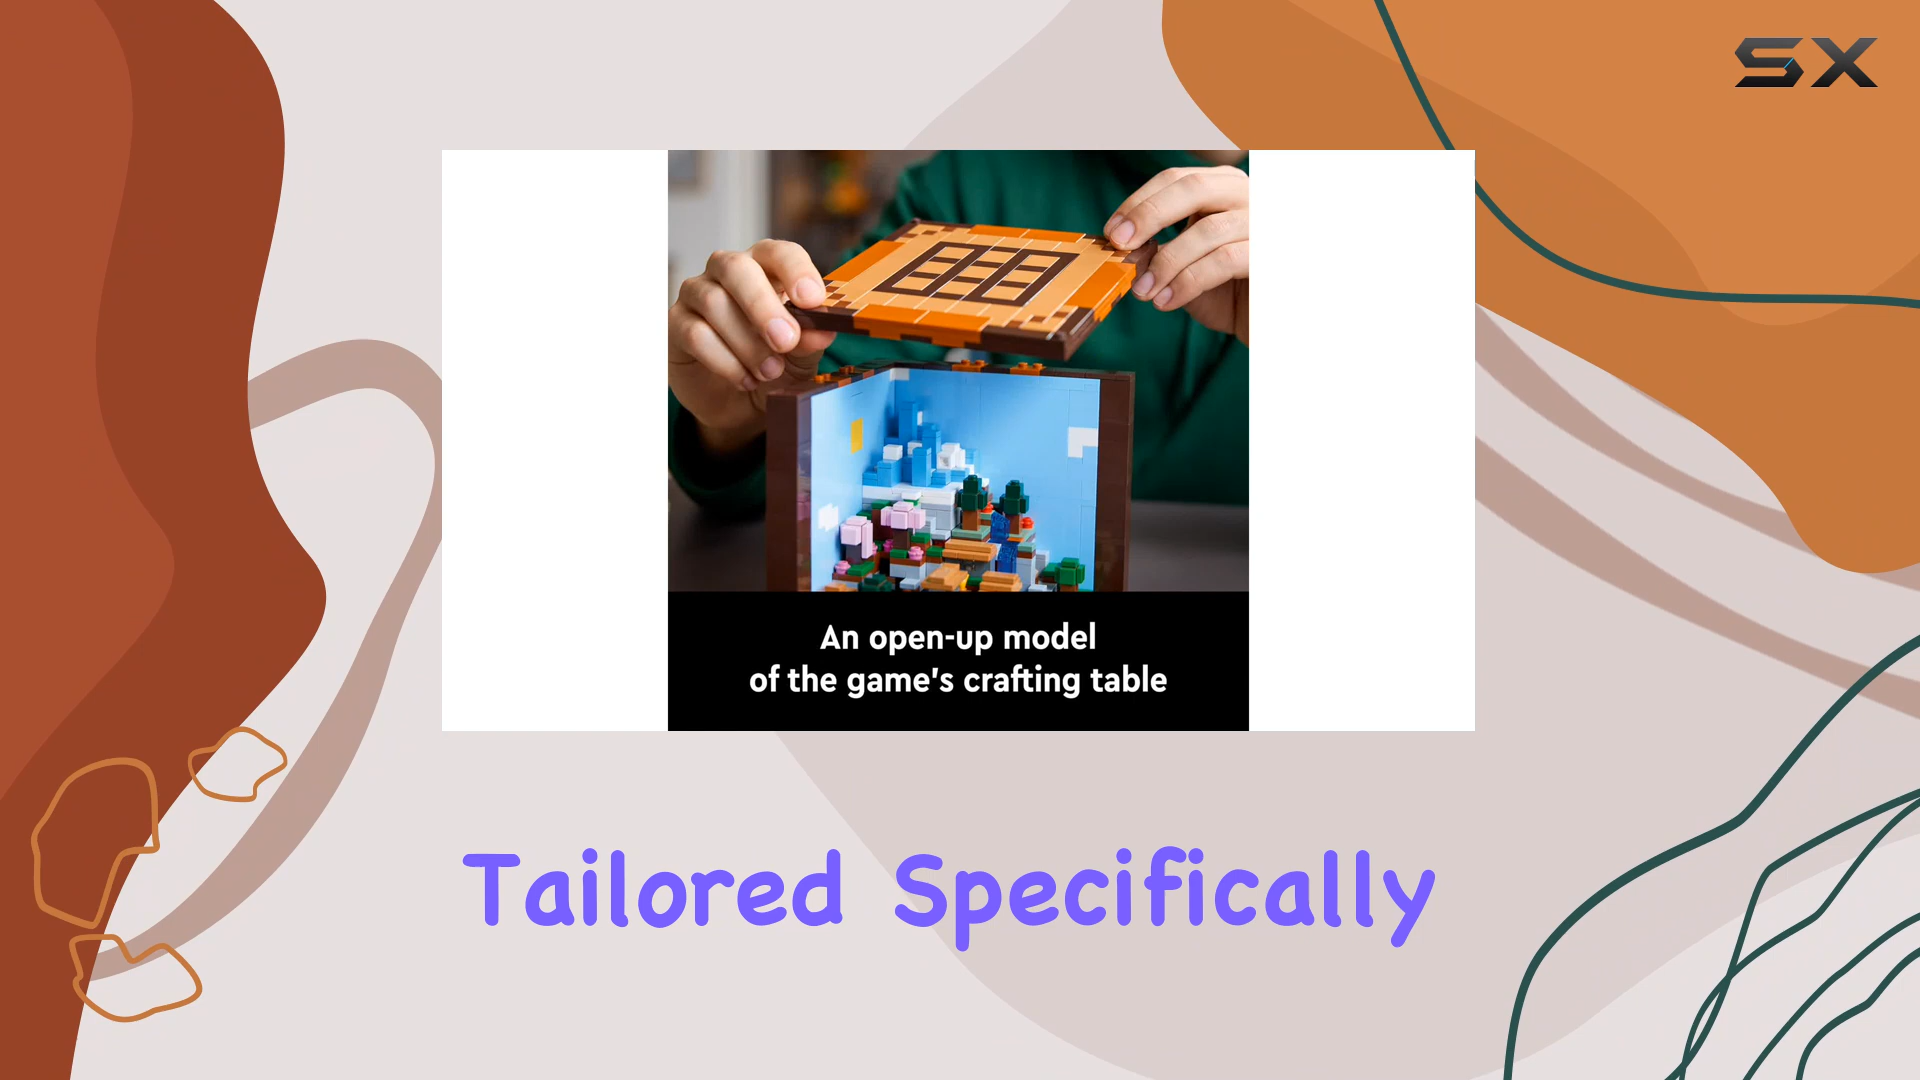 SX
An open-up model
of the game's crafting table
Tailored Specifically